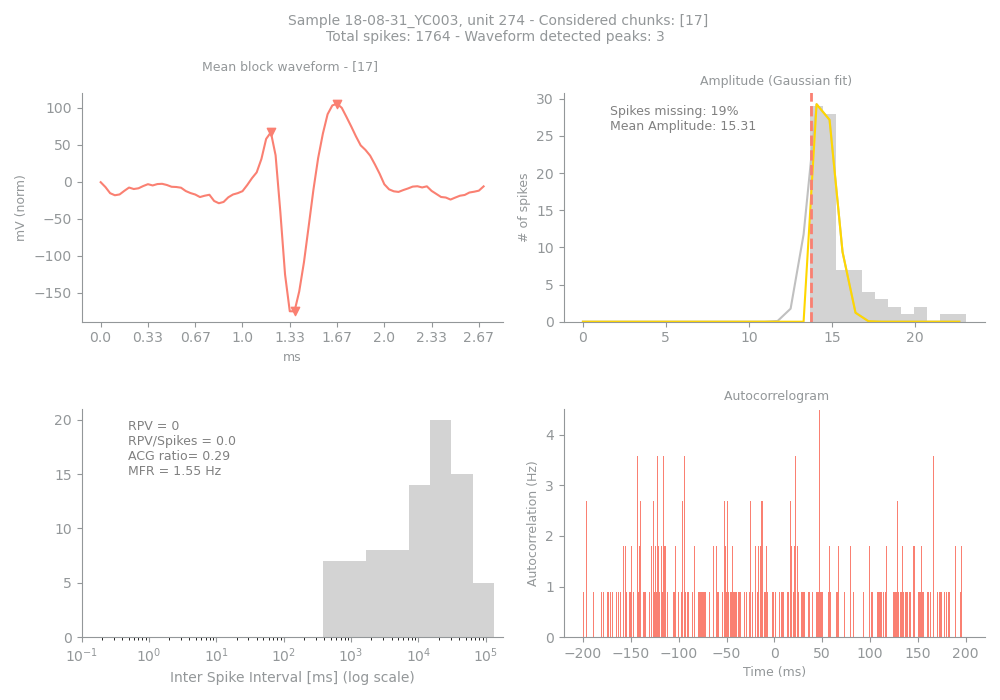 Sample 18-08-31_YC003, unit 274 - Considered chunks: [17]
Total spikes: 1764 - Waveform detected peaks: 3
Mean block waveform - [17]
100
50
0
−50
−100
−150
mV (norm)
0.0 0.33 0.67 1.0 1.33 1.67 2.0 2.33 2.67
ms
Amplitude (Gaussian fit)
Spikes missing: 19%
Mean Amplitude: 15.31
30
25
20
15
10
5
0
# of spikes
0 5 10 15 20
RPV = 0
RPV/Spikes = 0.0
ACG ratio= 0.29
MFR = 1.55 Hz
20
15
10
5
0
10⁻¹ 10⁰ 10¹ 10² 10³ 10⁴ 10⁵
Inter Spike Interval [ms] (log scale)
Autocorrelogram
4
3
2
1
0
Autocorrelation (Hz)
−200 −150 −100 −50 0 50 100 150 200
Time (ms)